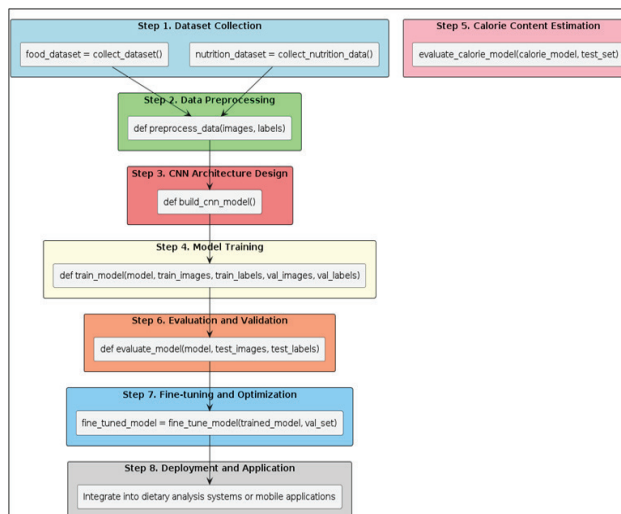 Step 1. Dataset Collection
food_dataset = collect_dataset()
nutrition_dataset = collect_nutrition_data()
Step 5. Calorie Content Estimation
evaluate_calorie_model(calorie_model, test_set)
Step 2. Data Preprocessing
def preprocess_data(images, labels)
Step 3. CNN Architecture Design
def build_cnn_model()
Step 4. Model Training
def train_model(model, train_images, train_labels, val_images, val_labels)
Step 6. Evaluation and Validation
def evaluate_model(model, test_images, test_labels)
Step 7. Fine-tuning and Optimization
fine_tuned_model = fine_tune_model(trained_model, val_set)
Step 8. Deployment and Application
Integrate into dietary analysis systems or mobile applications